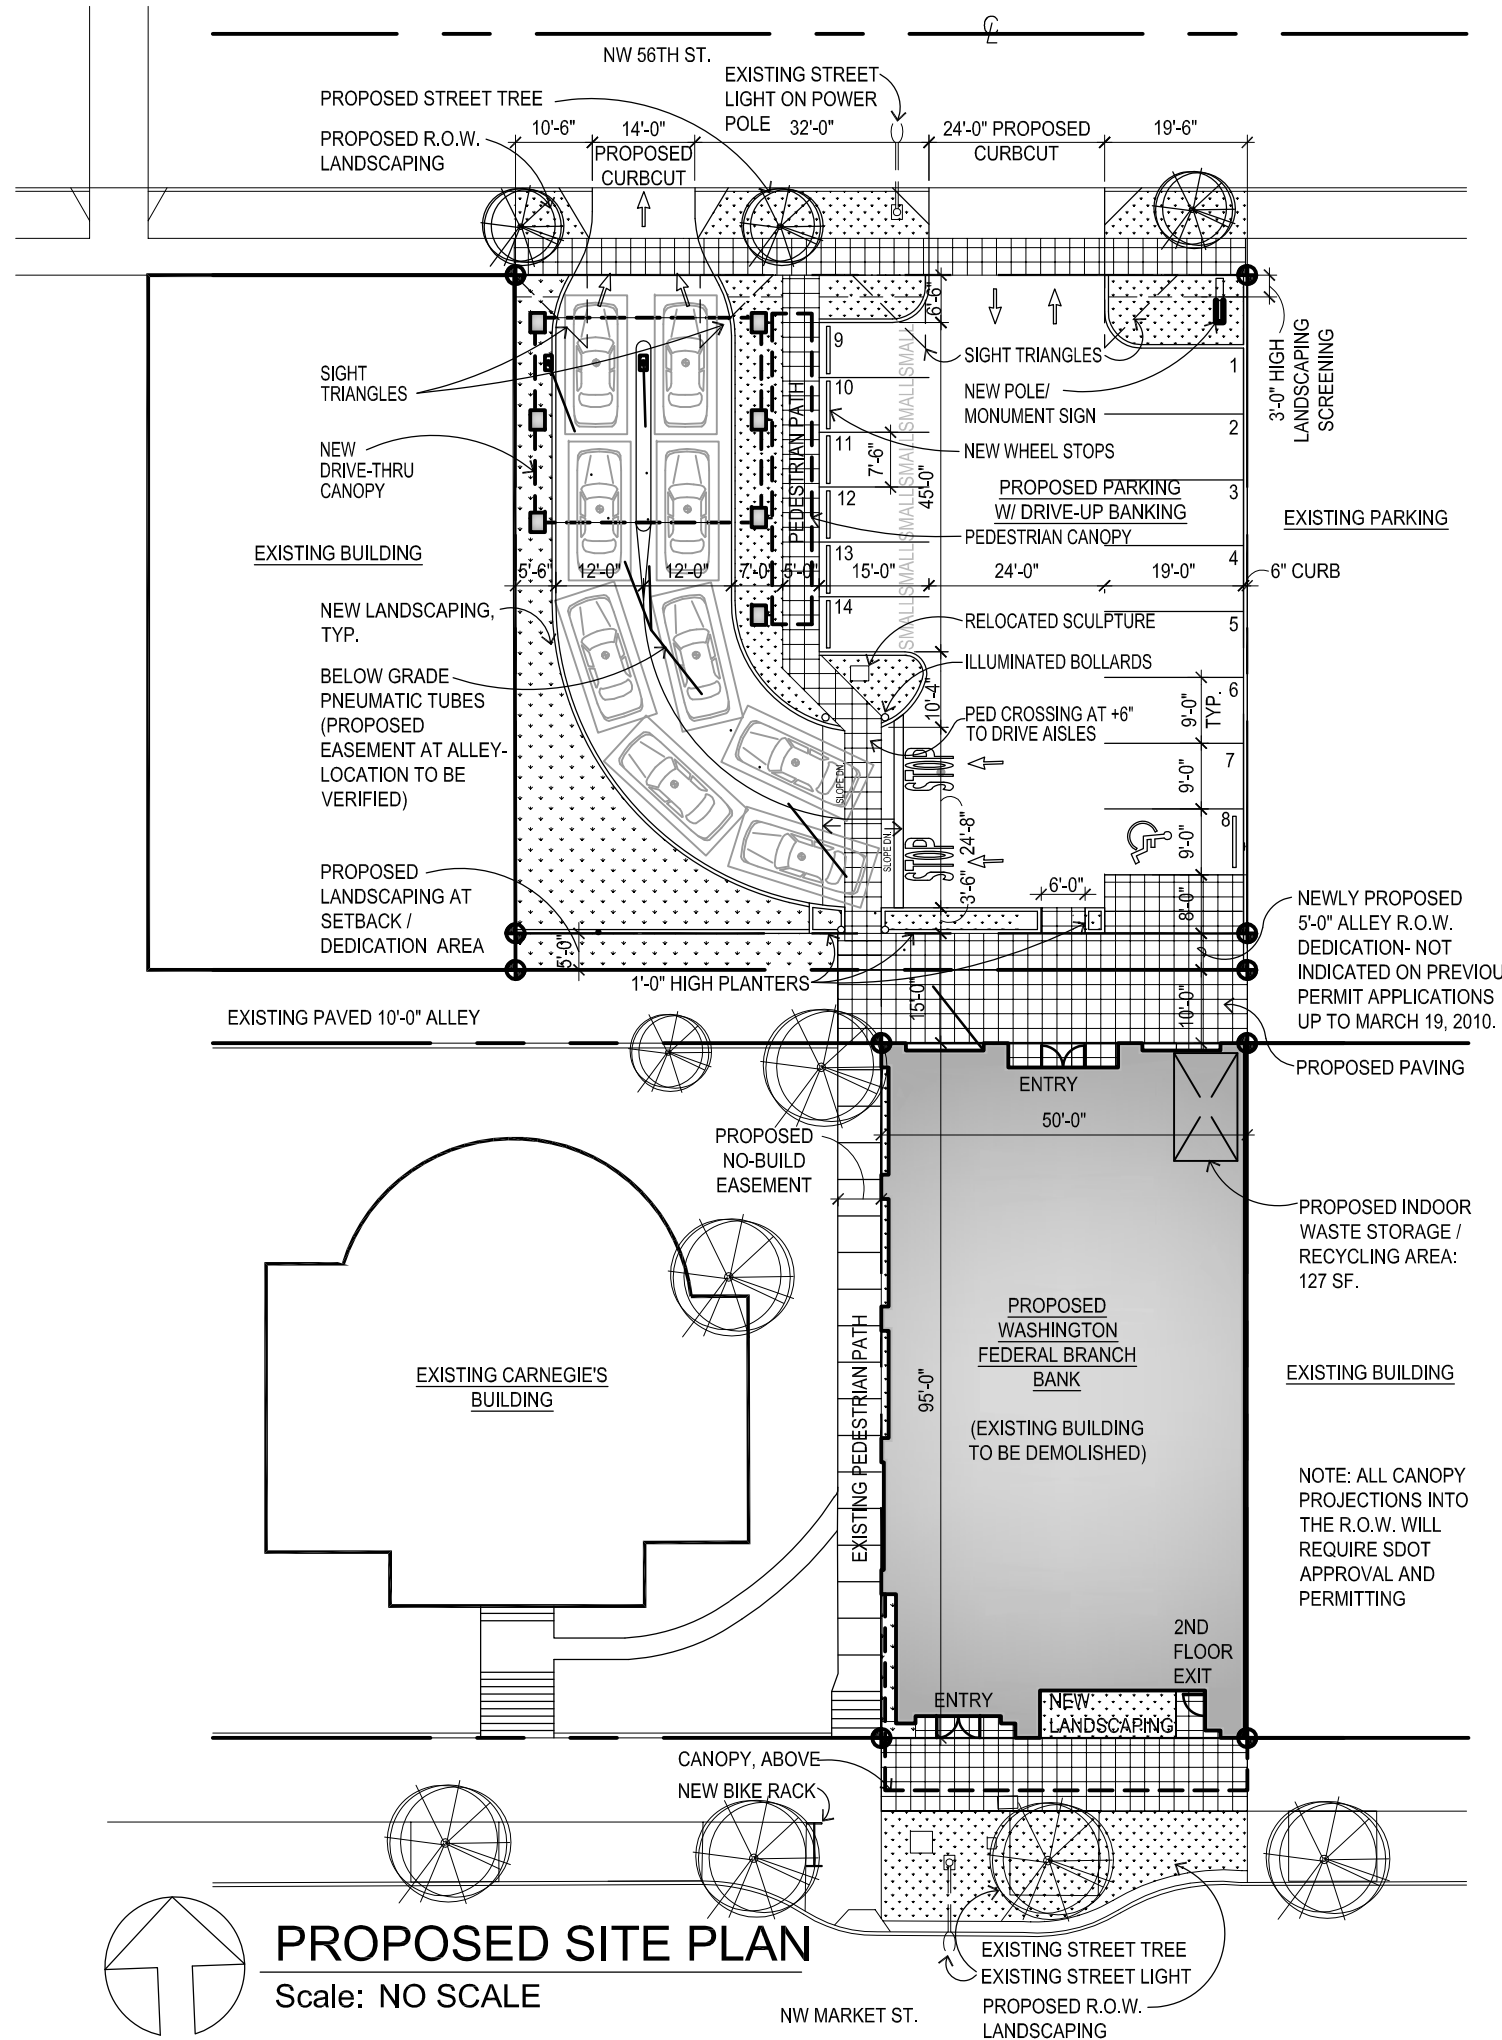 ℄
NW 56TH ST.
EXISTING STREET
LIGHT ON POWER
POLE
PROPOSED STREET TREE
PROPOSED R.O.W.
LANDSCAPING
10'-6"
14'-0"
PROPOSED
CURBCUT
32'-0"
24'-0" PROPOSED
CURBCUT
19'-6"
6'-6"
SIGHT
TRIANGLES
NEW
DRIVE-THRU
CANOPY
EXISTING BUILDING
NEW LANDSCAPING,
TYP.
BELOW GRADE
PNEUMATIC TUBES
(PROPOSED
EASEMENT AT ALLEY-
LOCATION TO BE
VERIFIED)
PROPOSED
LANDSCAPING AT
SETBACK /
DEDICATION AREA
PEDESTRIAN PATH
9
10
11
12
13
14
7'-6"
SMALL
SMALL
SMALL
SMALL
SMALL
SMALL
45'-0"
SIGHT TRIANGLES
NEW POLE/
MONUMENT SIGN
NEW WHEEL STOPS
PROPOSED PARKING
W/ DRIVE-UP BANKING
PEDESTRIAN CANOPY
5'-6"
12'-0"
12'-0"
7'-0"
5'-0"
15'-0"
24'-0"
19'-0"
6" CURB
RELOCATED SCULPTURE
ILLUMINATED BOLLARDS
PED CROSSING AT +6"
TO DRIVE AISLES
10'-4"
1
2
3
4
5
6
7
8
3'-0" HIGH
LANDSCAPING
SCREENING
EXISTING PARKING
9'-0"
TYP.
9'-0"
9'-0"
8'-0"
STOP
STOP
SLOPE DN.
SLOPE DN.
24'-8"
3'-6"
6'-0"
NEWLY PROPOSED
5'-0" ALLEY R.O.W.
DEDICATION- NOT
INDICATED ON PREVIOU
PERMIT APPLICATIONS
UP TO MARCH 19, 2010.
5'-0"
1'-0" HIGH PLANTERS
15'-0"
10'-0"
EXISTING PAVED 10'-0" ALLEY
PROPOSED PAVING
ENTRY
50'-0"
PROPOSED
NO-BUILD
EASEMENT
PROPOSED INDOOR
WASTE STORAGE /
RECYCLING AREA:
127 SF.
EXISTING CARNEGIE'S
BUILDING
EXISTING PEDESTRIAN PATH
95'-0"
PROPOSED
WASHINGTON
FEDERAL BRANCH
BANK
(EXISTING BUILDING
TO BE DEMOLISHED)
EXISTING BUILDING
NOTE: ALL CANOPY
PROJECTIONS INTO
THE R.O.W. WILL
REQUIRE SDOT
APPROVAL AND
PERMITTING
2ND
FLOOR
EXIT
ENTRY
NEW
LANDSCAPING
CANOPY, ABOVE
NEW BIKE RACK
PROPOSED SITE PLAN
Scale: NO SCALE
EXISTING STREET TREE
EXISTING STREET LIGHT
PROPOSED R.O.W.
LANDSCAPING
NW MARKET ST.